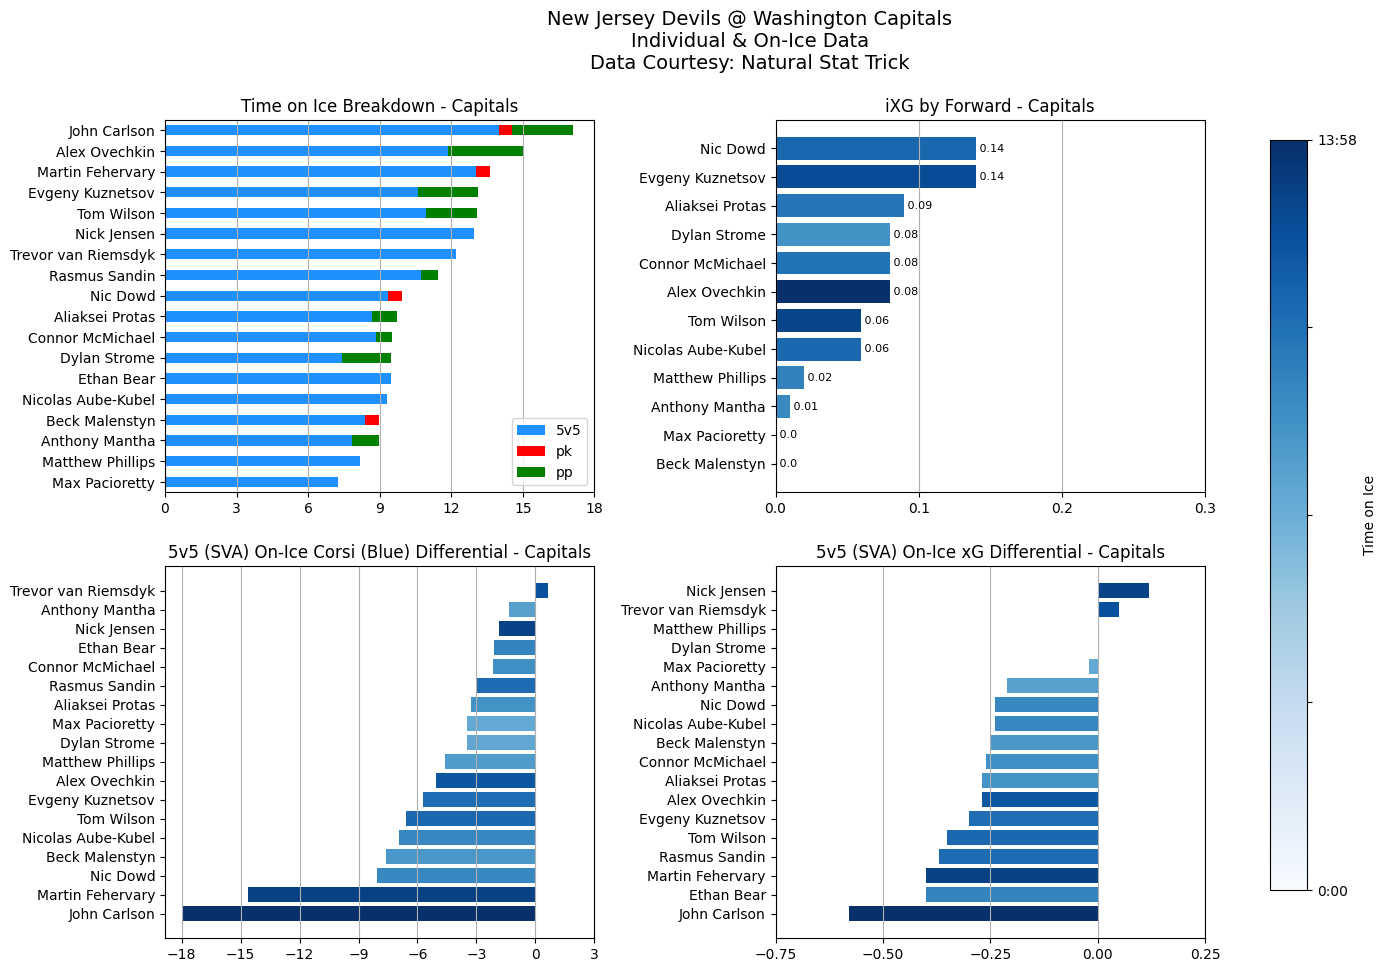 New Jersey Devils @ Washington Capitals
Individual & On-Ice Data
Data Courtesy: Natural Stat Trick
Time on Ice Breakdown - Capitals
John Carlson
Alex Ovechkin
Martin Fehervary
Evgeny Kuznetsov
Tom Wilson
Nick Jensen
Trevor van Riemsdyk
Rasmus Sandin
Nic Dowd
Aliaksei Protas
Connor McMichael
Dylan Strome
Ethan Bear
Nicolas Aube-Kubel
Beck Malenstyn
Anthony Mantha
Matthew Phillips
Max Pacioretty
5v5
pk
pp
0 3 6 9 12 15 18
iXG by Forward - Capitals
Nic Dowd 0.14
Evgeny Kuznetsov 0.14
Aliaksei Protas 0.09
Dylan Strome 0.08
Connor McMichael 0.08
Alex Ovechkin 0.08
Tom Wilson 0.06
Nicolas Aube-Kubel 0.06
Matthew Phillips 0.02
Anthony Mantha 0.01
Max Pacioretty 0.0
Beck Malenstyn 0.0
0.0 0.1 0.2 0.3
5v5 (SVA) On-Ice Corsi (Blue) Differential - Capitals
Trevor van Riemsdyk
Anthony Mantha
Nick Jensen
Ethan Bear
Connor McMichael
Rasmus Sandin
Aliaksei Protas
Max Pacioretty
Dylan Strome
Matthew Phillips
Alex Ovechkin
Evgeny Kuznetsov
Tom Wilson
Nicolas Aube-Kubel
Beck Malenstyn
Nic Dowd
Martin Fehervary
John Carlson
−18 −15 −12 −9 −6 −3 0 3
5v5 (SVA) On-Ice xG Differential - Capitals
Nick Jensen
Trevor van Riemsdyk
Matthew Phillips
Dylan Strome
Max Pacioretty
Anthony Mantha
Nic Dowd
Nicolas Aube-Kubel
Beck Malenstyn
Connor McMichael
Aliaksei Protas
Alex Ovechkin
Evgeny Kuznetsov
Tom Wilson
Rasmus Sandin
Martin Fehervary
Ethan Bear
John Carlson
−0.75 −0.50 −0.25 0.00 0.25
13:58
Time on Ice
0:00